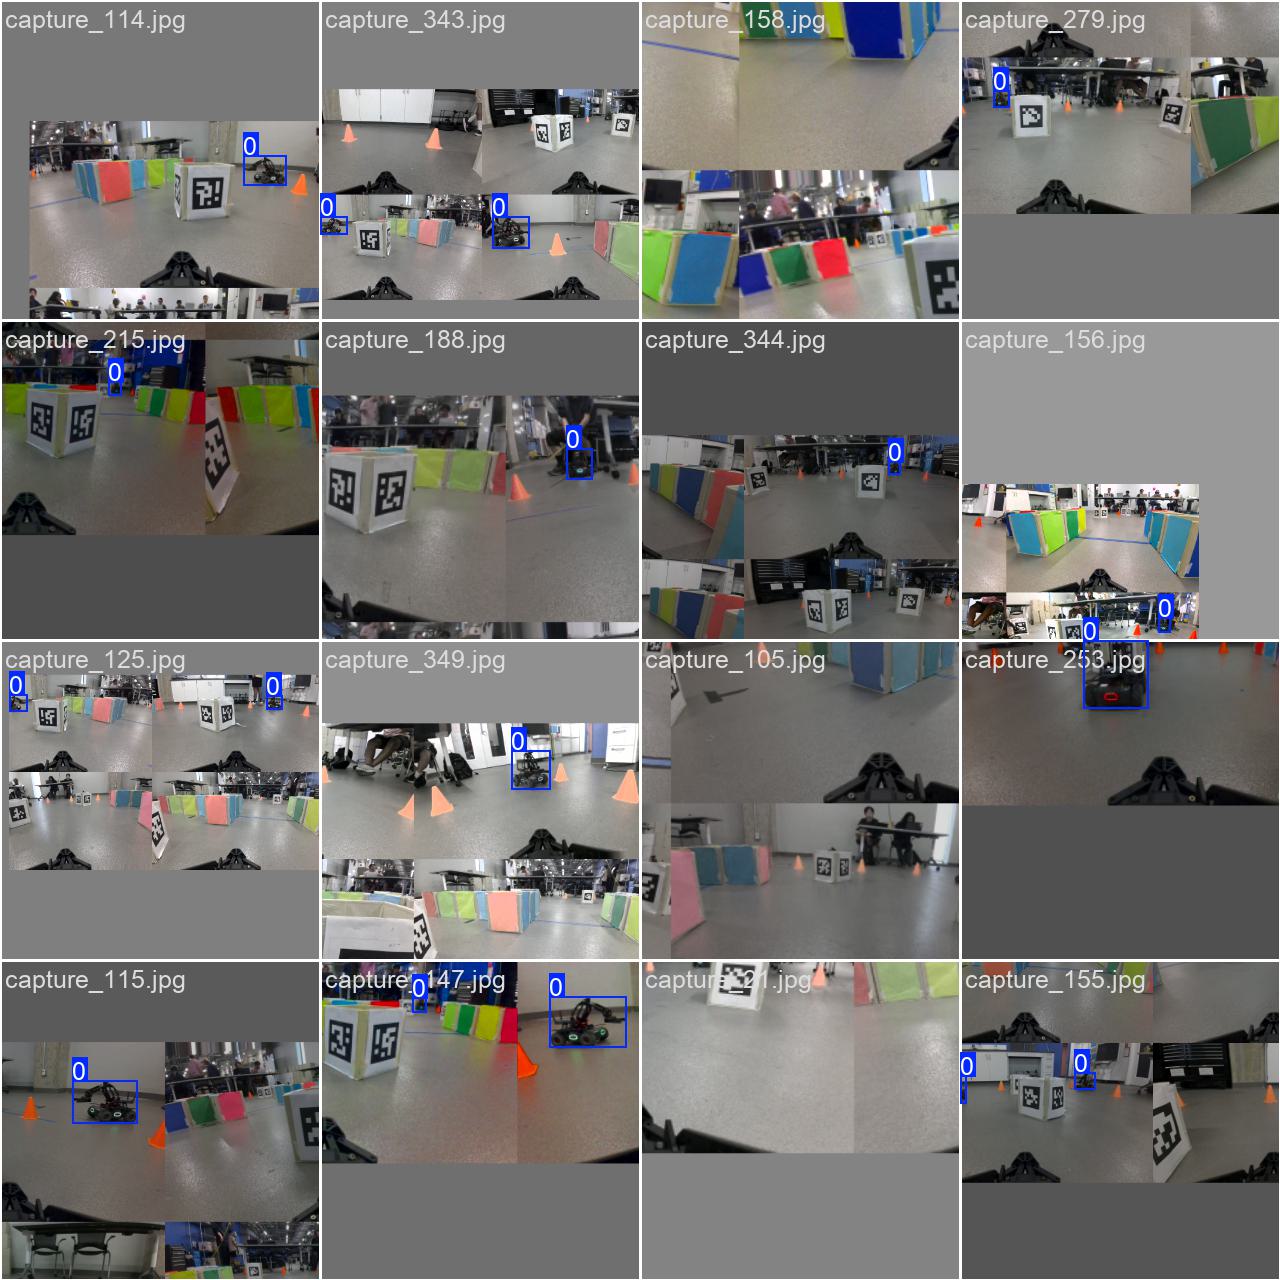 capture_114.jpg
capture_343.jpg
capture_158.jpg
capture_279.jpg
0
0
0
0
capture_215.jpg
capture_188.jpg
capture_344.jpg
capture_156.jpg
0
0
0
0
0
capture_125.jpg
capture_349.jpg
capture_105.jpg
capture_253.jpg
0
0
0
capture_115.jpg
capture_147.jpg
capture_21.jpg
capture_155.jpg
0
0
0
0
0